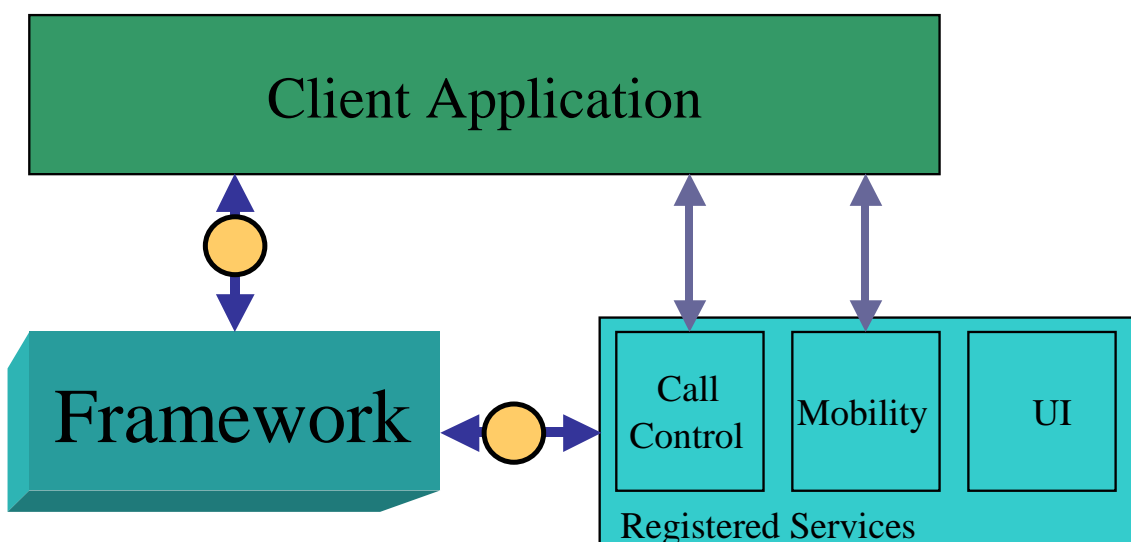 Client Application
Framework
Call
Control
Mobility
UI
Registered Services